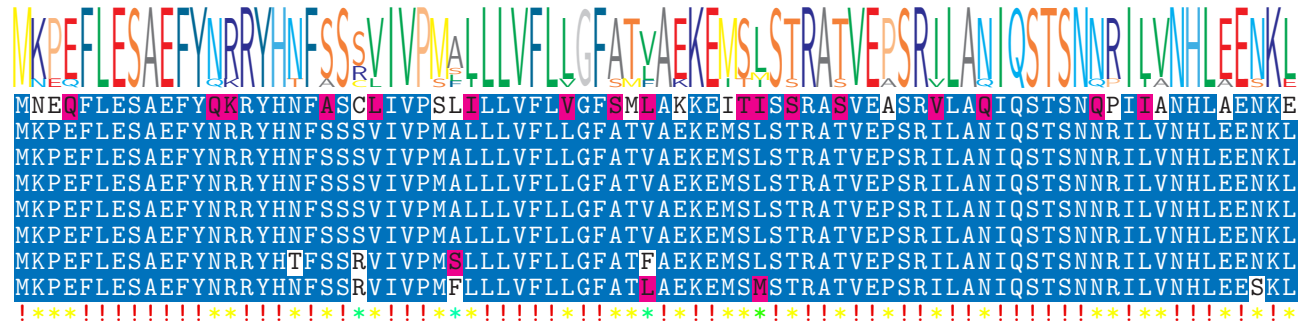 MKPEFLESAEFYNRRYHNFSSSVIVPMALLLVFLLGFATVAEKEMSLSTRATVEPSRILANIQSTSNNRILVNHLEENKL
MNEQFLESAEFYQKRYHNFASCLIVPSLILLVFLVGFSMLAKKEITISSRASVEASRVLAQIQSTSNQPIIANHLAENKE
MKPEFLESAEFYNRRYHNFSSSVIVPMALLLVFLLGFATVAEKEMSLSTRATVEPSRILANIQSTSNNRILVNHLEENKL
MKPEFLESAEFYNRRYHNFSSSVIVPMALLLVFLLGFATVAEKEMSLSTRATVEPSRILANIQSTSNNRILVNHLEENKL
MKPEFLESAEFYNRRYHNFSSSVIVPMALLLVFLLGFATVAEKEMSLSTRATVEPSRILANIQSTSNNRILVNHLEENKL
MKPEFLESAEFYNRRYHNFSSSVIVPMALLLVFLLGFATVAEKEMSLSTRATVEPSRILANIQSTSNNRILVNHLEENKL
MKPEFLESAEFYNRRYHNFSSSVIVPMALLLVFLLGFATVAEKEMSLSTRATVEPSRILANIQSTSNNRILVNHLEENKL
MKPEFLESAEFYNRRYHTFSSRVIVPMSLLLVFLLGFATFAEKEMSLSTRATVEPSRILANIQSTSNNRILVNHLEENKL
MKPEFLESAEFYNRRYHNFSSRVIVPMFLLLVFLLGFATLAEKEMSMSTRATVEPSRILANIQSTSNNRILVNHLEESKL
!***!!!!!!!!**!!!*!*!**!!!***!!!!!*!!***!*!!***!*!!*!!*!!*!!*!!!!!!**!**!!!*!*!*